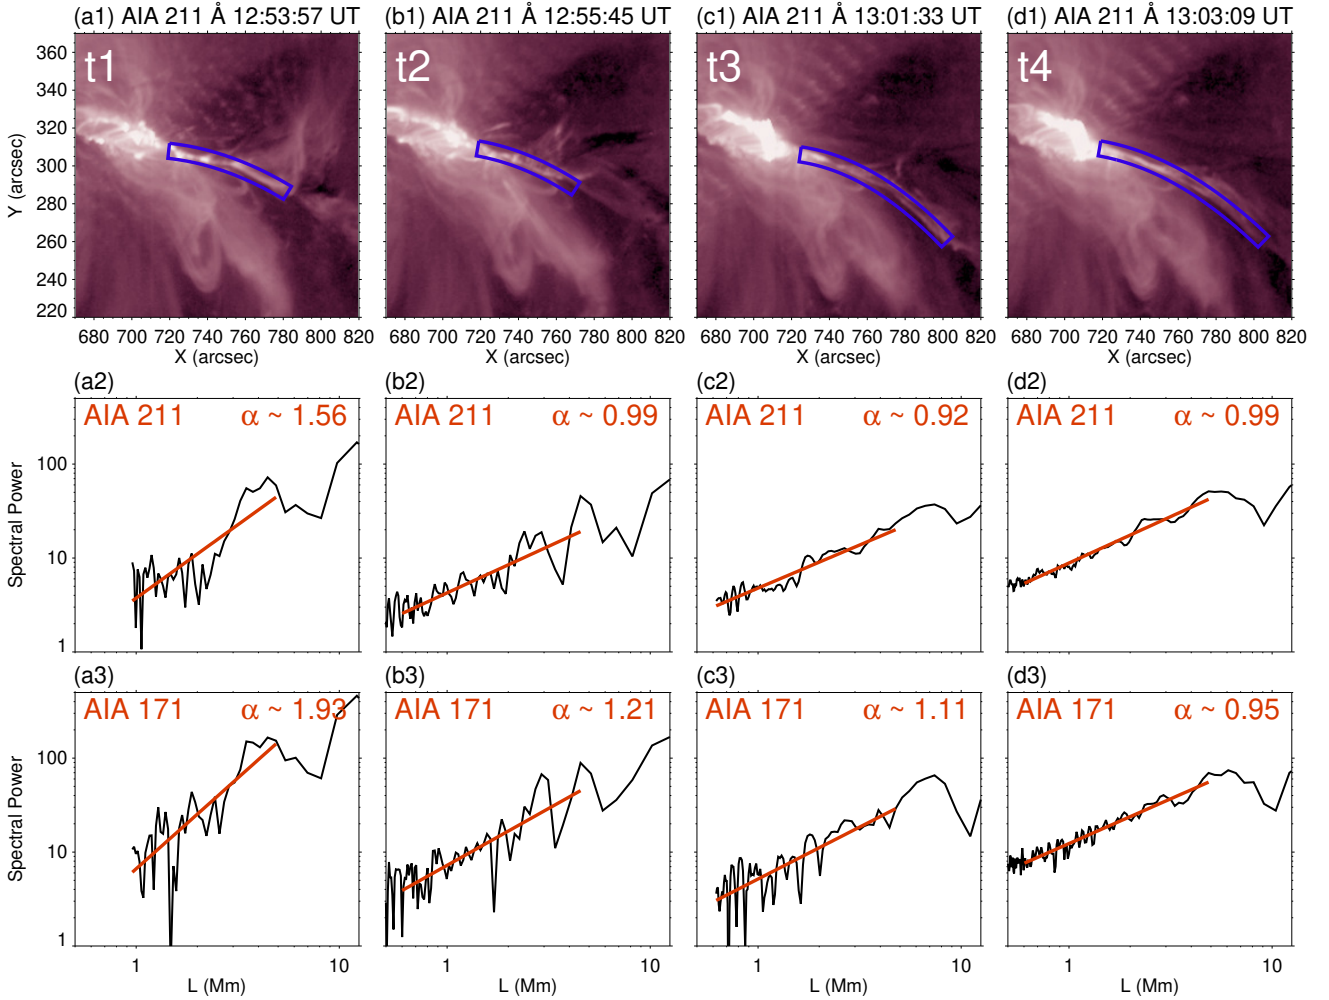 (a1) AIA 211 Å 12:53:57 UT (b1) AIA 211 Å 12:55:45 UT (c1) AIA 211 Å 13:01:33 UT (d1) AIA 211 Å 13:03:09 UT
t1 t2 t3 t4
360
340
320
300
280
260
240
220
Y (arcsec)
680 700 720 740 760 780 800 820 680 700 720 740 760 780 800 820 680 700 720 740 760 780 800 820 680 700 720 740 760 780 800 820
X (arcsec) X (arcsec) X (arcsec) X (arcsec)
(a2) (b2) (c2) (d2)
AIA 211 α ~ 1.56 AIA 211 α ~ 0.99 AIA 211 α ~ 0.92 AIA 211 α ~ 0.99
100
10
1
Spectral Power
(a3) (b3) (c3) (d3)
AIA 171 α ~ 1.93 AIA 171 α ~ 1.21 AIA 171 α ~ 1.11 AIA 171 α ~ 0.95
100
10
1
Spectral Power
1 10 1 10 1 10 1 10
L (Mm) L (Mm) L (Mm) L (Mm)